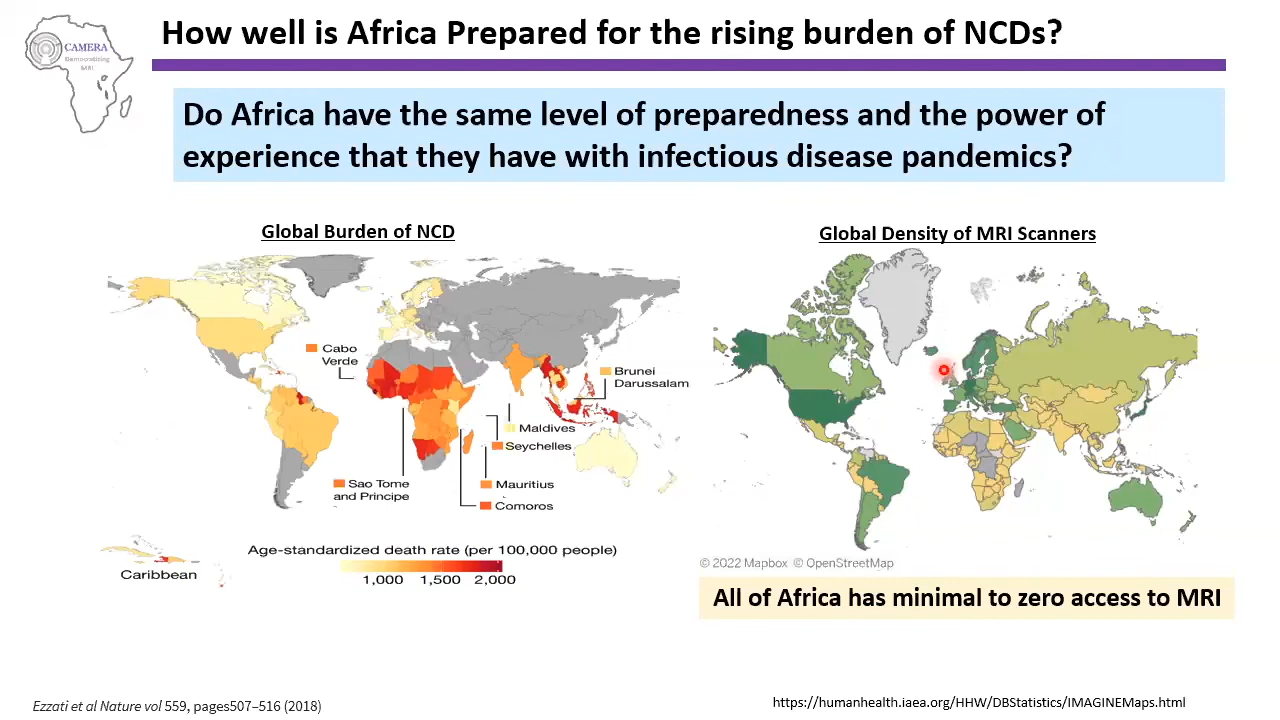 CAMERA
Democratizing
MRI
How well is Africa Prepared for the rising burden of NCDs?
Do Africa have the same level of preparedness and the power of
experience that they have with infectious disease pandemics?
Global Burden of NCD
Cabo
Verde
Brunei
Darussalam
Maldives
Seychelles
Sao Tome
and Principe
Mauritius
Comoros
Caribbean
Age-standardized death rate (per 100,000 people)
1,000 1,500 2,000
Global Density of MRI Scanners
© 2022 Mapbox © OpenStreetMap
All of Africa has minimal to zero access to MRI
Ezzati et al Nature vol 559, pages507–516 (2018)
https://humanhealth.iaea.org/HHW/DBStatistics/IMAGINEMaps.html